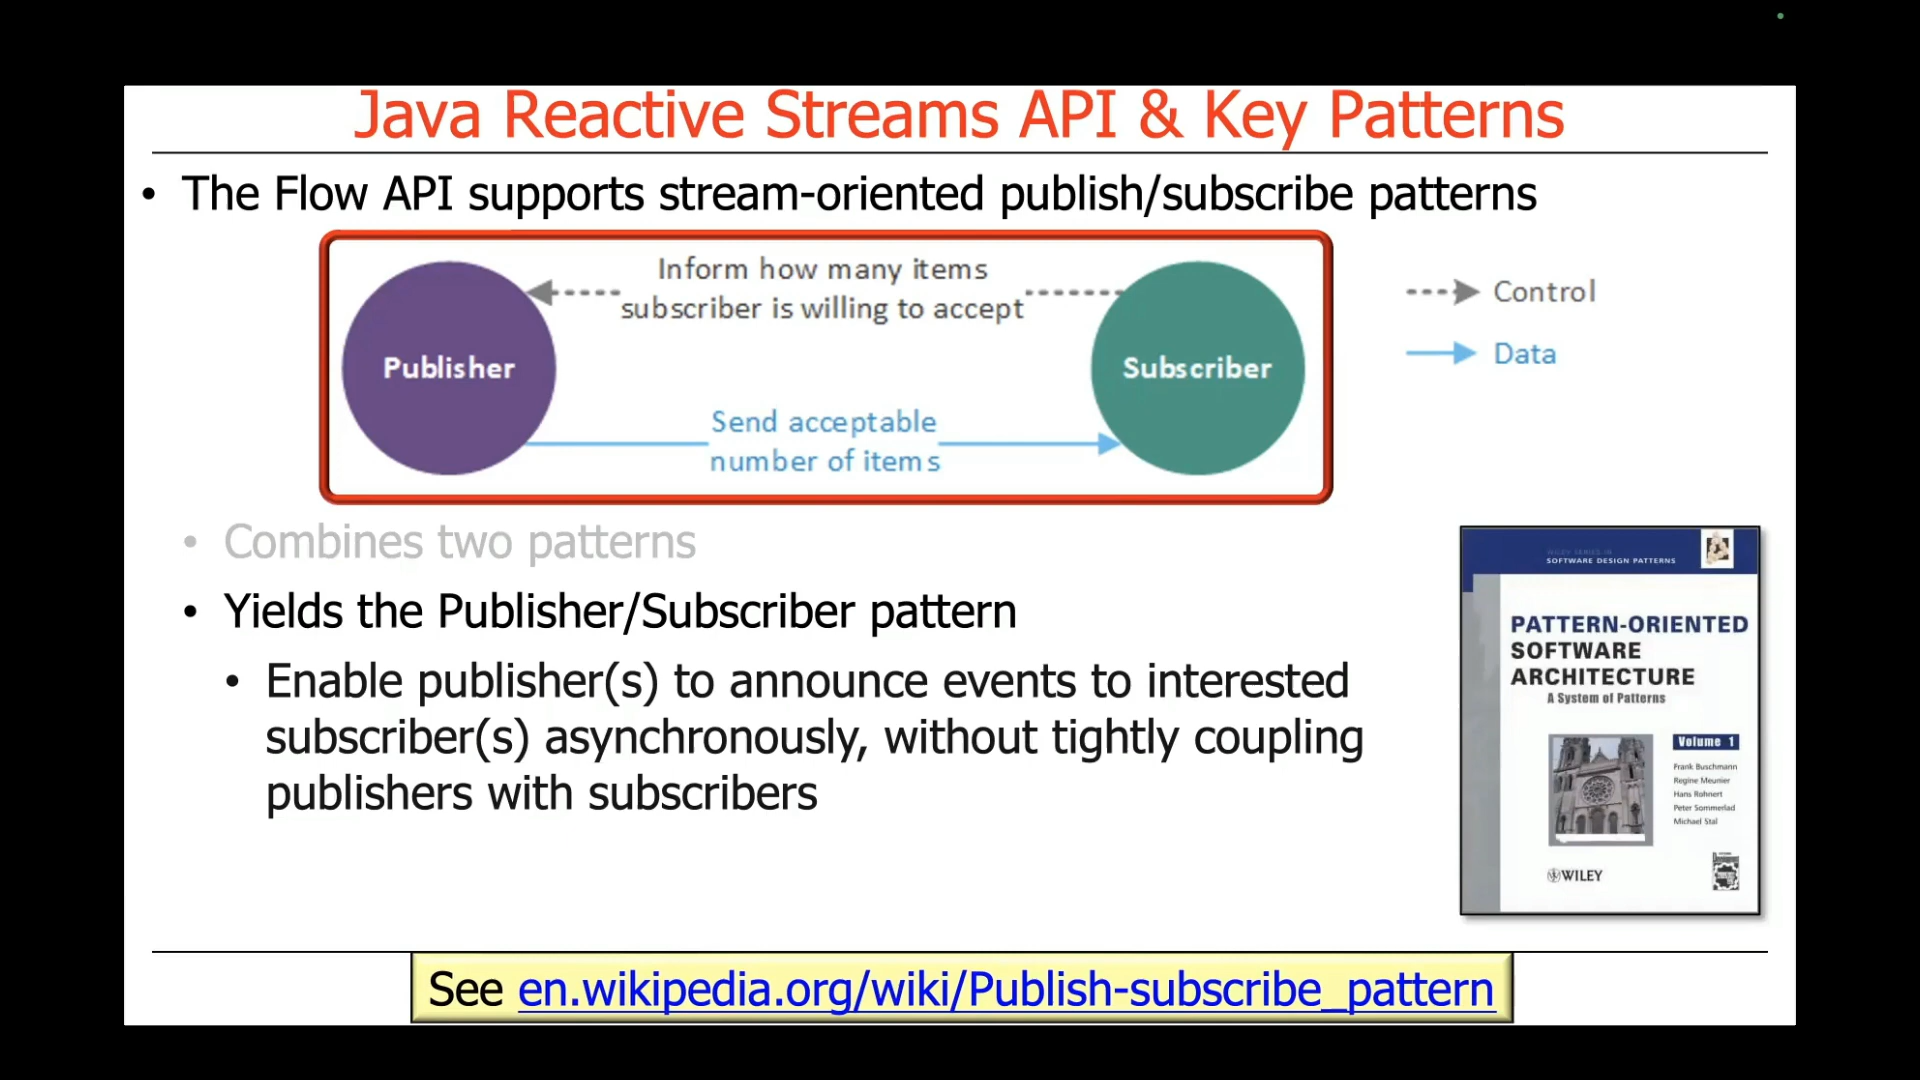 Java Reactive Streams API & Key Patterns
• The Flow API supports stream-oriented publish/subscribe patterns
Inform how many items
subscriber is willing to accept
Publisher
Subscriber
Send acceptable
number of items
Control
Data
• Combines two patterns
• Yields the Publisher/Subscriber pattern
• Enable publisher(s) to announce events to interested
subscriber(s) asynchronously, without tightly coupling
publishers with subscribers
WILEY SERIES IN
SOFTWARE DESIGN PATTERNS
PATTERN-ORIENTED
SOFTWARE
ARCHITECTURE
A System of Patterns
Volume 1
Frank Buschmann
Regine Meunier
Hans Rohnert
Peter Sommerlad
Michael Stal
WILEY
See en.wikipedia.org/wiki/Publish-subscribe_pattern